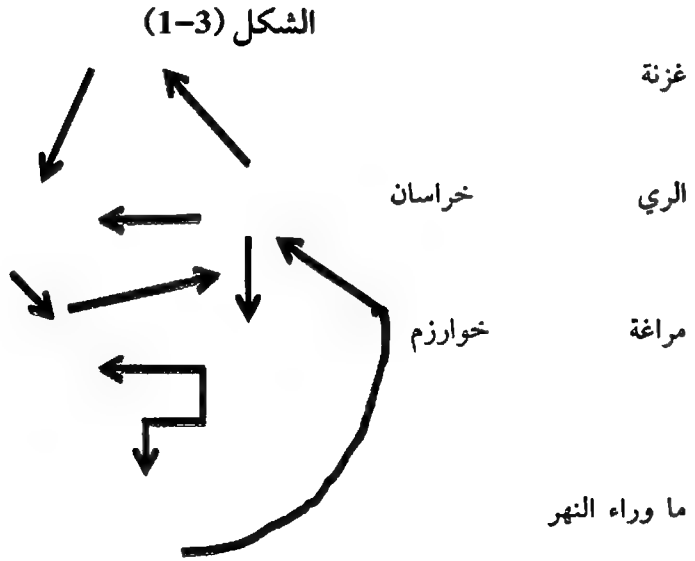 الشكل (3-1)
غزنة
الري خراسان
مراغة خوارزم
ما وراء النهر